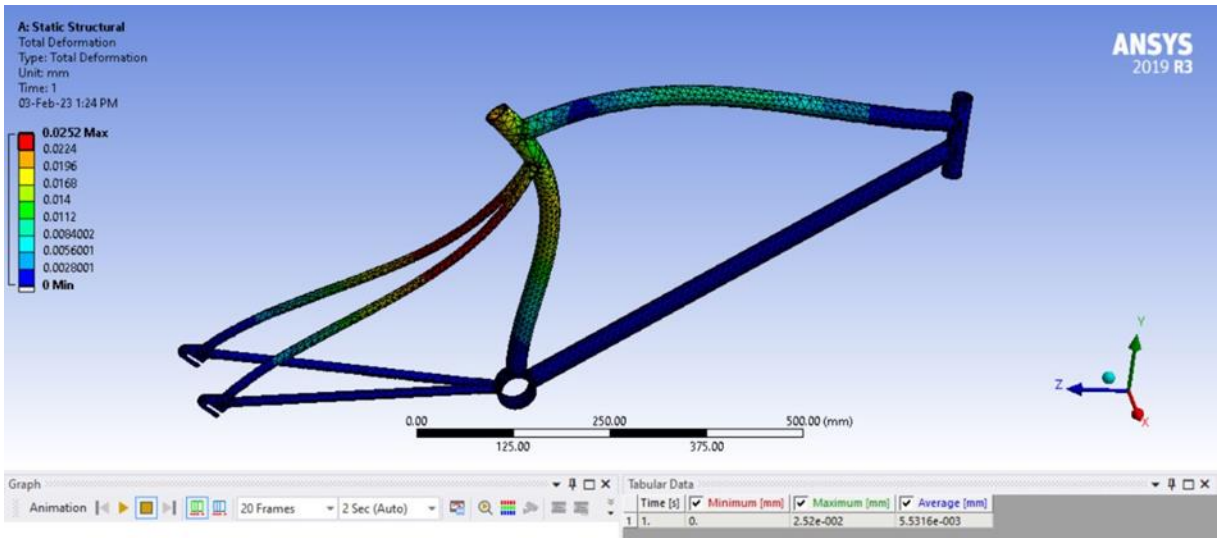 A: Static Structural
Total Deformation
Type: Total Deformation
Unit: mm
Time: 1
03-Feb-23 1:24 PM
0.0252 Max
0.0224
0.0196
0.0168
0.014
0.0112
0.0084002
0.0056001
0.0028001
0 Min
ANSYS
2019 R3
Y
Z
X
0.00 250.00 500.00 (mm)
125.00 375.00
Graph
Animation 20 Frames 2 Sec (Auto)
Tabular Data
Time [s] Minimum [mm] Maximum [mm] Average [mm]
1 1. 0. 2.52e-002 5.5316e-003